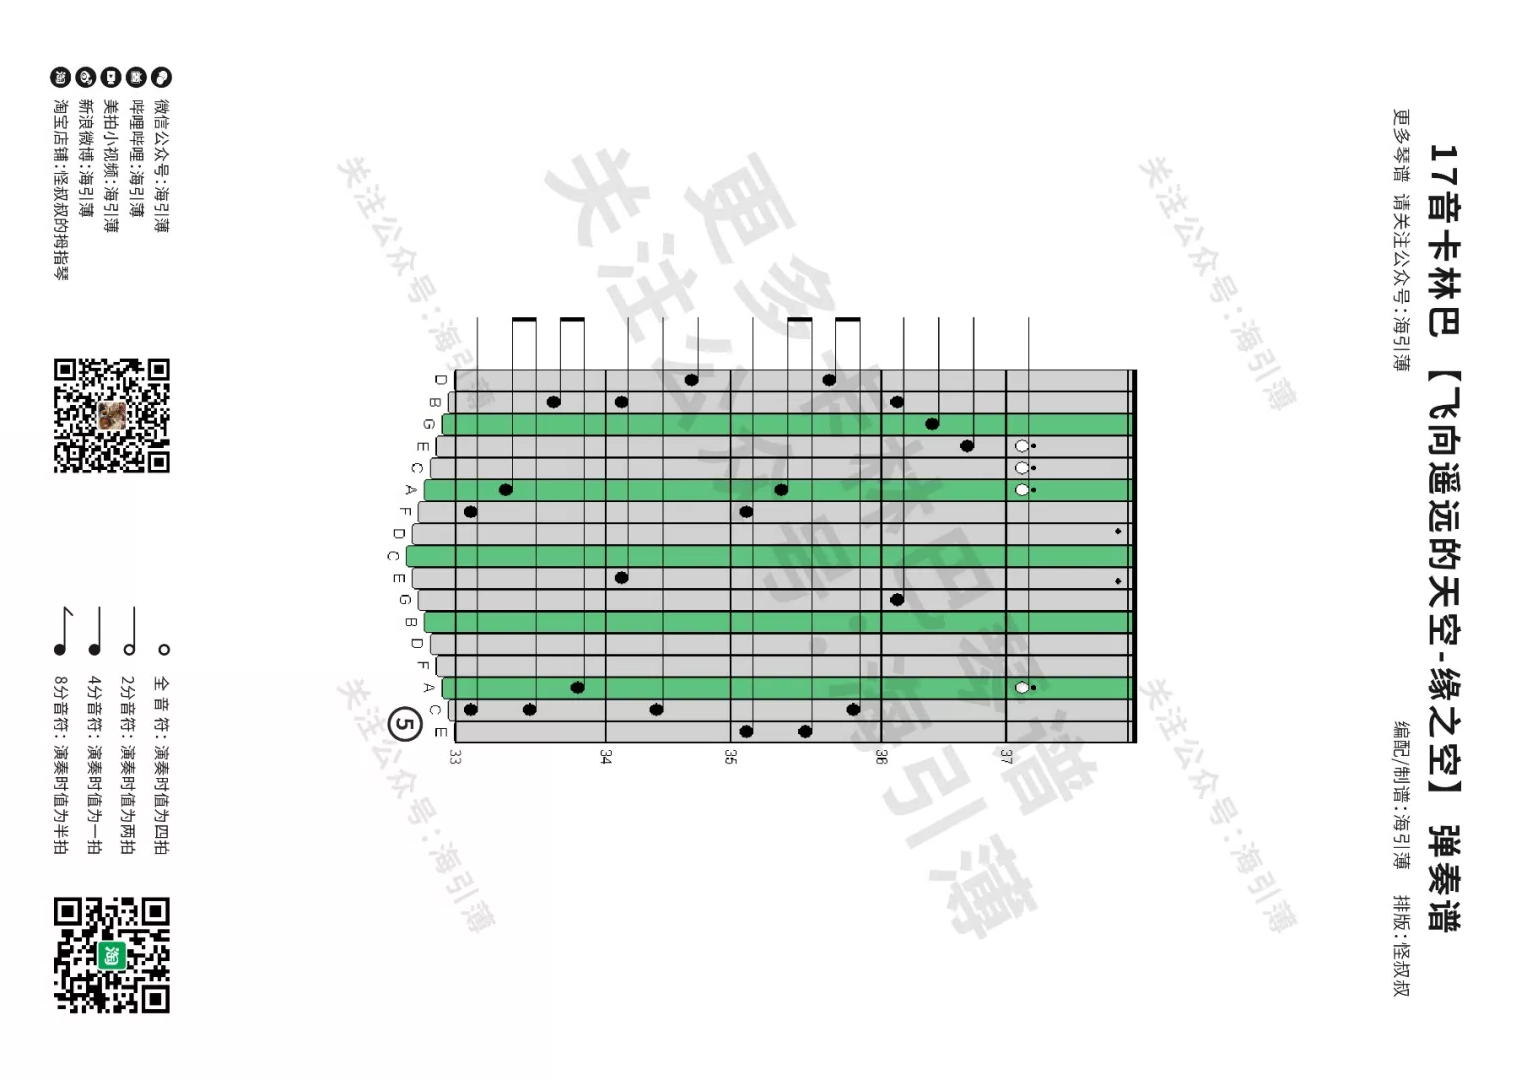 17音卡林巴 【飞向遥远的天空-缘之空】 弹奏谱
更多琴谱 请关注公众号:海引薄
编配/制谱:海引薄 排版:怪叔叔
D B G E C A F D C E G B D F A C E
33
34
35
36
37
5
微信公众号:海引薄
哔哩哔哩:海引薄
美拍小视频:海引薄
新浪微博:海引薄
淘宝店铺:怪叔叔的拇指琴
淘
全 音 符: 演奏时值为四拍
2分音符: 演奏时值为两拍
4分音符: 演奏时值为一拍
8分音符: 演奏时值为半拍
淘
更多卡林巴琴谱
关注公众号:海引薄
关注公众号:海引薄
关注公众号:海引薄
关注公众号:海引薄
关注公众号:海引薄